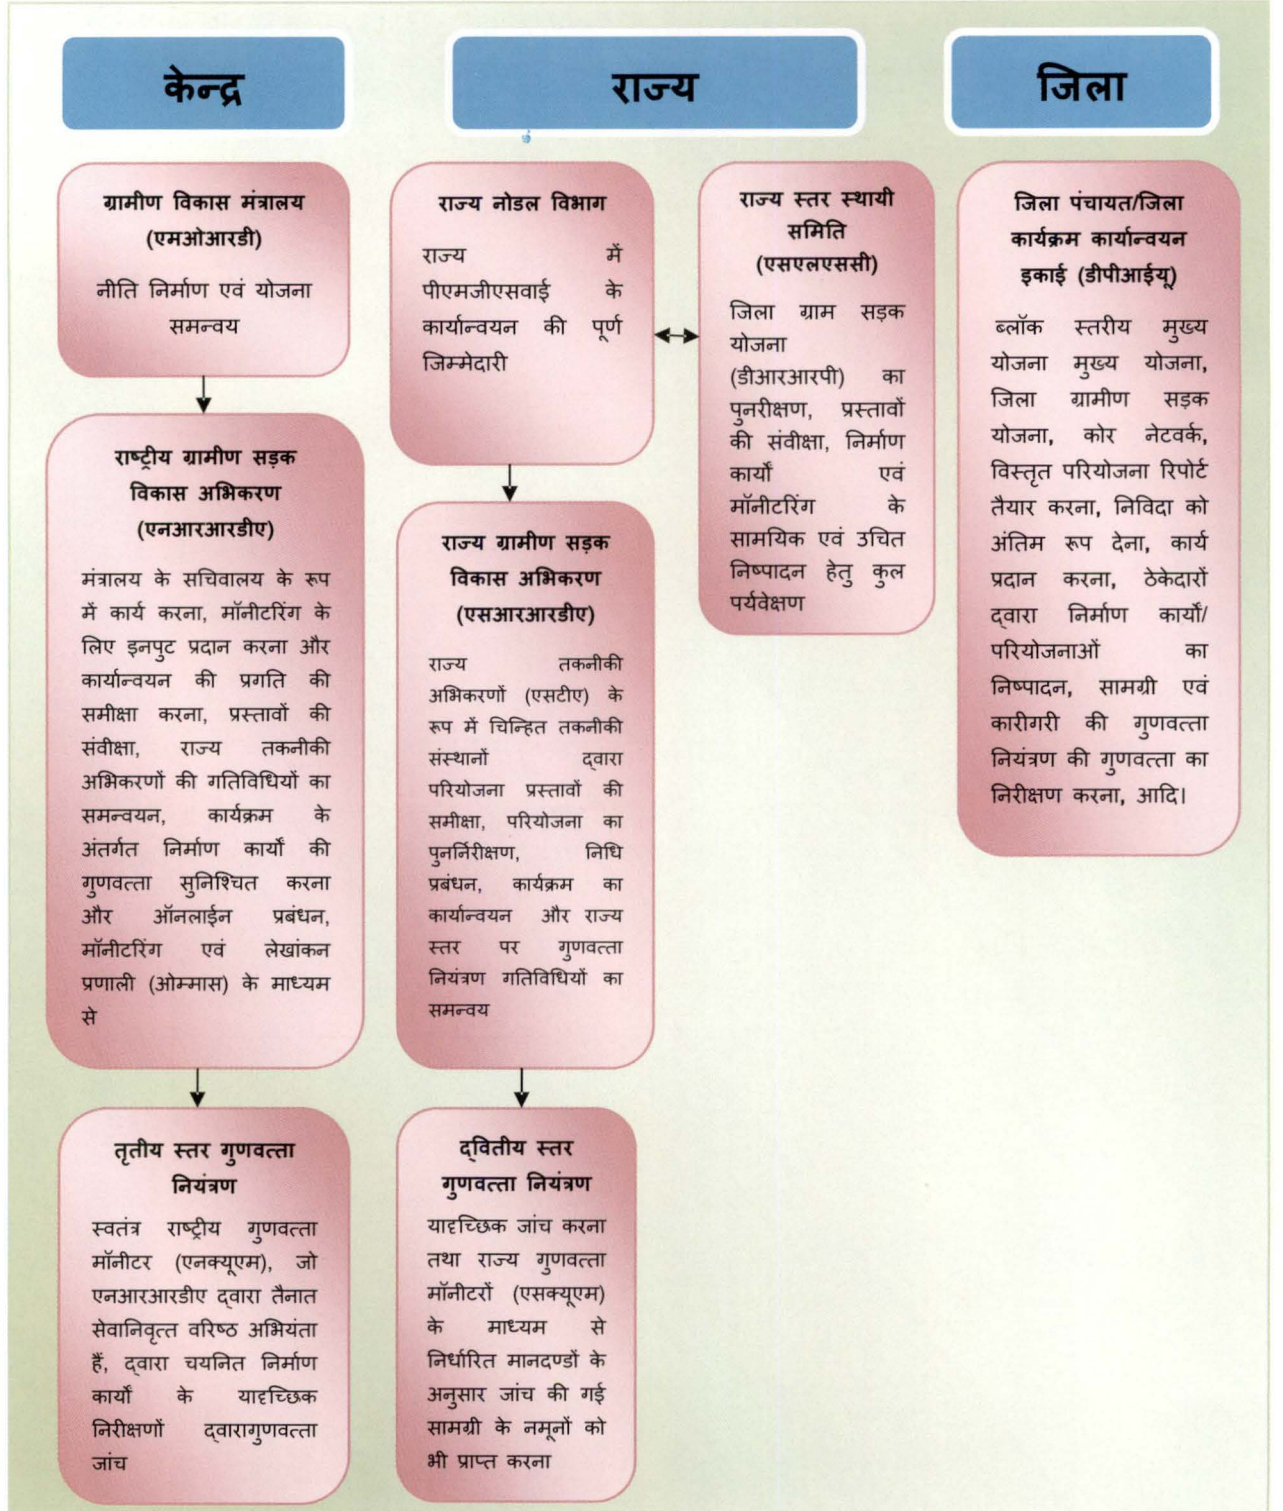 केन्द्र
राज्य
जिला
ग्रामीण विकास मंत्रालय
(एमओआरडी)
नीति निर्माण एवं योजना
समन्वय
राष्ट्रीय ग्रामीण सड़क
विकास अभिकरण
(एनआरआरडीए)
मंत्रालय के सचिवालय के रूप
में कार्य करना, मॉनीटरिंग के
लिए इनपुट प्रदान करना और
कार्यान्वयन की प्रगति की
समीक्षा करना, प्रस्तावों की
संवीक्षा, राज्य तकनीकी
अभिकरणों की गतिविधियों का
समन्वयन, कार्यक्रम के
अंतर्गत निर्माण कार्यों की
गुणवत्ता सुनिश्चित करना
और ऑनलाईन प्रबंधन,
मॉनीटरिंग एवं लेखांकन
प्रणाली (ओम्मास) के माध्यम
से
तृतीय स्तर गुणवत्ता
नियंत्रण
स्वतंत्र राष्ट्रीय गुणवत्ता
मॉनीटर (एनक्यूएम), जो
एनआरआरडीए द्वारा तैनात
सेवानिवृत्त वरिष्ठ अभियंता
हैं, द्वारा चयनित निर्माण
कार्यों के यादृच्छिक
निरीक्षणों द्वारागुणवत्ता
जांच
राज्य नोडल विभाग
राज्य में
पीएमजीएसवाई के
कार्यान्वयन की पूर्ण
जिम्मेदारी
राज्य ग्रामीण सड़क
विकास अभिकरण
(एसआरआरडीए)
राज्य तकनीकी
अभिकरणों (एसटीए) के
रूप में चिन्हित तकनीकी
संस्थानों द्वारा
परियोजना प्रस्तावों की
समीक्षा, परियोजना का
पुनर्निरीक्षण, निधि
प्रबंधन, कार्यक्रम का
कार्यान्वयन और राज्य
स्तर पर गुणवत्ता
नियंत्रण गतिविधियों का
समन्वय
द्वितीय स्तर
गुणवत्ता नियंत्रण
यादृच्छिक जांच करना
तथा राज्य गुणवत्ता
मॉनीटरों (एसक्यूएम)
के माध्यम से
निर्धारित मानदण्डों के
अनुसार जांच की गई
सामग्री के नमूनों को
भी प्राप्त करना
राज्य स्तर स्थायी
समिति
(एसएलएससी)
जिला ग्राम सड़क
योजना
(डीआरआरपी) का
पुनरीक्षण, प्रस्तावों
की संवीक्षा, निर्माण
कार्यों एवं
मॉनीटरिंग के
सामयिक एवं उचित
निष्पादन हेतु कुल
पर्यवेक्षण
जिला पंचायत/जिला
कार्यक्रम कार्यान्वयन
इकाई (डीपीआईयू)
ब्लॉक स्तरीय मुख्य
योजना मुख्य योजना,
जिला ग्रामीण सड़क
योजना, कोर नेटवर्क,
विस्तृत परियोजना रिपोर्ट
तैयार करना, निविदा को
अंतिम रूप देना, कार्य
प्रदान करना, ठेकेदारों
द्वारा निर्माण कार्यों/
परियोजनाओं का
निष्पादन, सामग्री एवं
कारीगरी की गुणवत्ता
नियंत्रण की गुणवत्ता का
निरीक्षण करना, आदि।